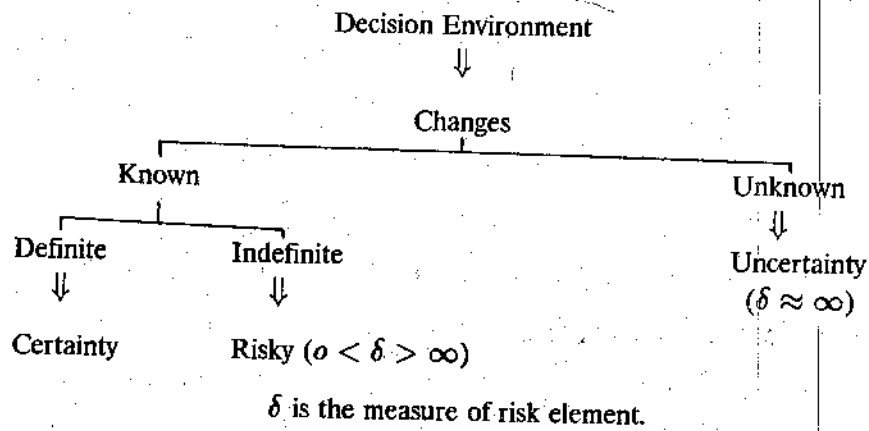 Decision Environment
⇓
Changes
Known
Unknown
⇓
Definite
Indefinite
⇓
⇓
Uncertainty
(δ ≈ ∞)
Certainty
Risky (o < δ > ∞)
δ is the measure of risk element.